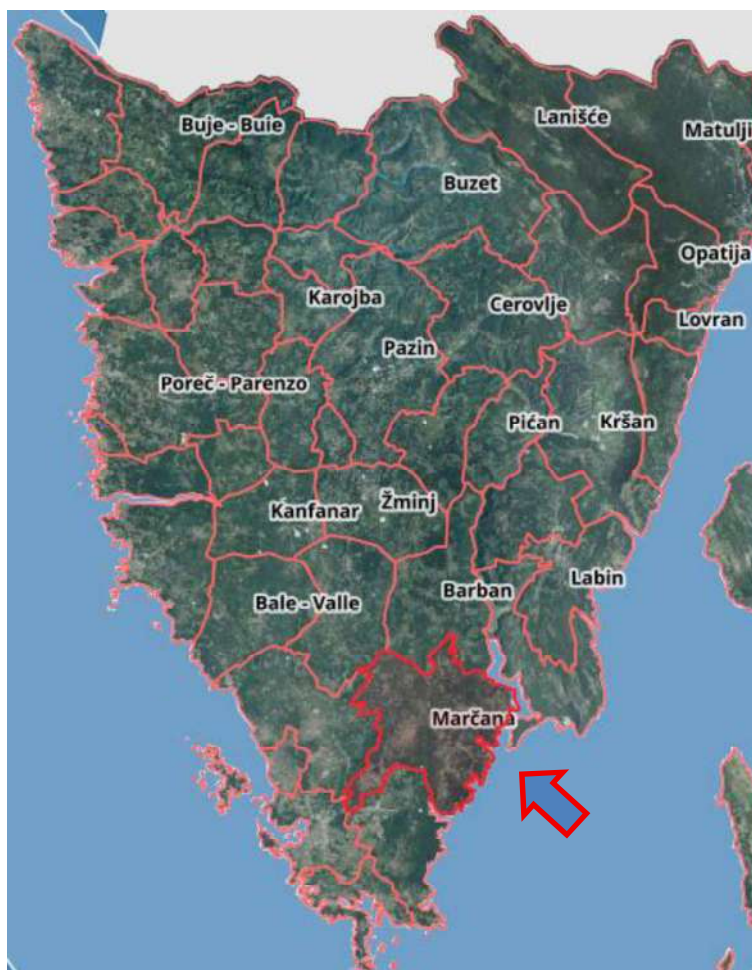 Buje - Buie
Lanišće
Matulji
Buzet
Opatija
Karojba
Cerovlje
Lovran
Pazin
Poreč - Parenzo
Pićan
Kršan
Kanfanar
Žminj
Bale - Valle
Barban
Labin
Marčana